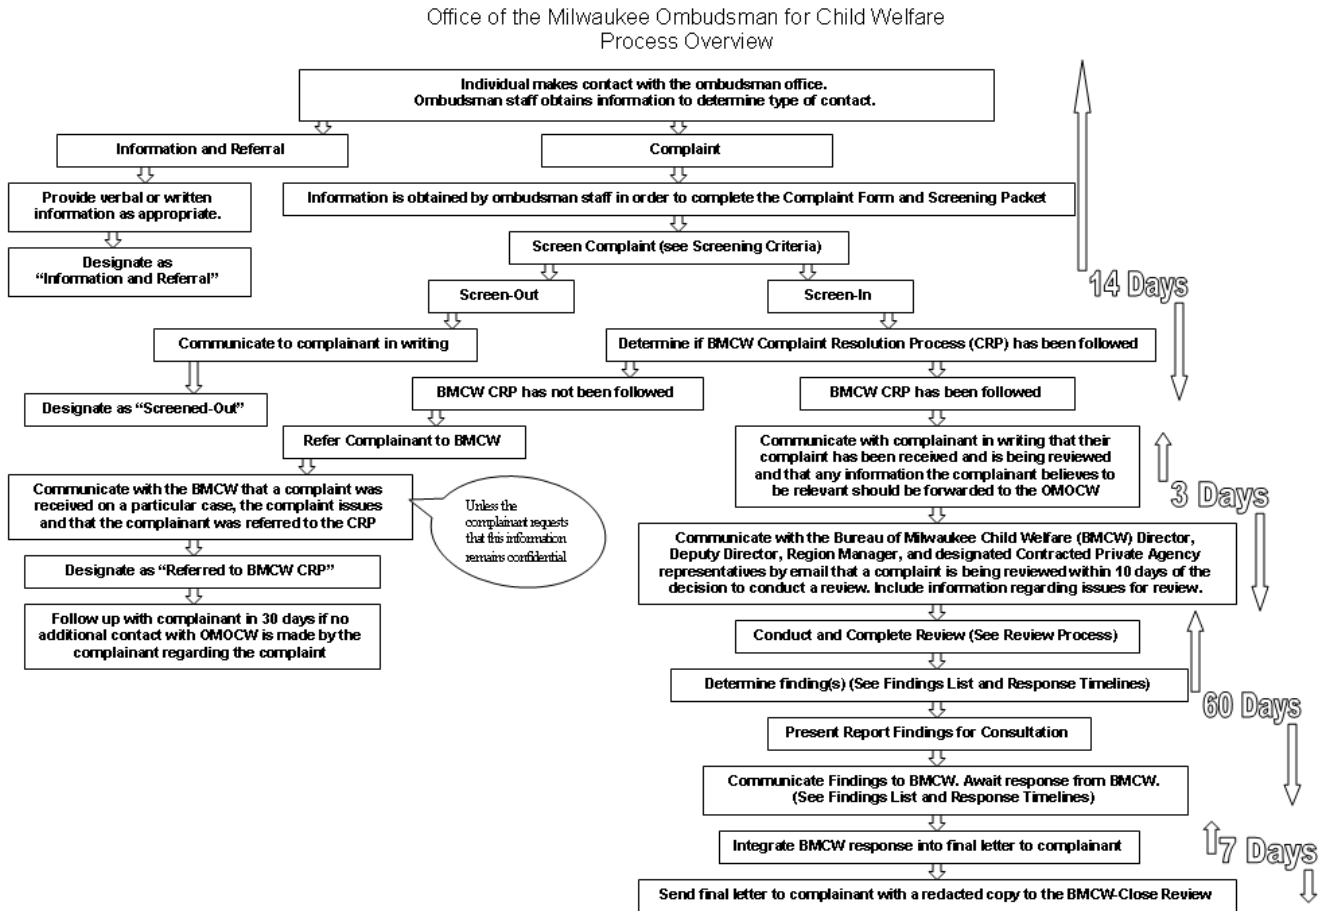 Office of the Milwaukee Ombudsman for Child Welfare
Process Overview
Individual makes contact with the ombudsman office.
Ombudsman staff obtains information to determine type of contact.
Information and Referral
Complaint
Provide verbal or written
information as appropriate.
Information is obtained by ombudsman staff in order to complete the Complaint Form and Screening Packet
Designate as
“Information and Referral”
Screen Complaint (see Screening Criteria)
Screen-Out
Screen-In
14 Days
Communicate to complainant in writing
Determine if BMCW Complaint Resolution Process (CRP) has been followed
Designate as “Screened-Out”
BMCW CRP has not been followed
BMCW CRP has been followed
Refer Complainant to BMCW
Communicate with complainant in writing that their
complaint has been received and is being reviewed
and that any information the complainant believes to
be relevant should be forwarded to the OMOCW
3 Days
Communicate with the BMCW that a complaint was
received on a particular case, the complaint issues
and that the complainant was referred to the CRP
Unless the
complainant requests
that this information
remains confidential
Communicate with the Bureau of Milwaukee Child Welfare (BMCW) Director,
Deputy Director, Region Manager, and designated Contracted Private Agency
representatives by email that a complaint is being reviewed within 10 days of the
decision to conduct a review. Include information regarding issues for review.
Designate as “Referred to BMCW CRP”
Follow up with complainant in 30 days if no
additional contact with OMOCW is made by the
complainant regarding the complaint
Conduct and Complete Review (See Review Process)
Determine finding(s) (See Findings List and Response Timelines)
60 Days
Present Report Findings for Consultation
Communicate Findings to BMCW. Await response from BMCW.
(See Findings List and Response Timelines)
Integrate BMCW response into final letter to complainant
7 Days
Send final letter to complainant with a redacted copy to the BMCW-Close Review